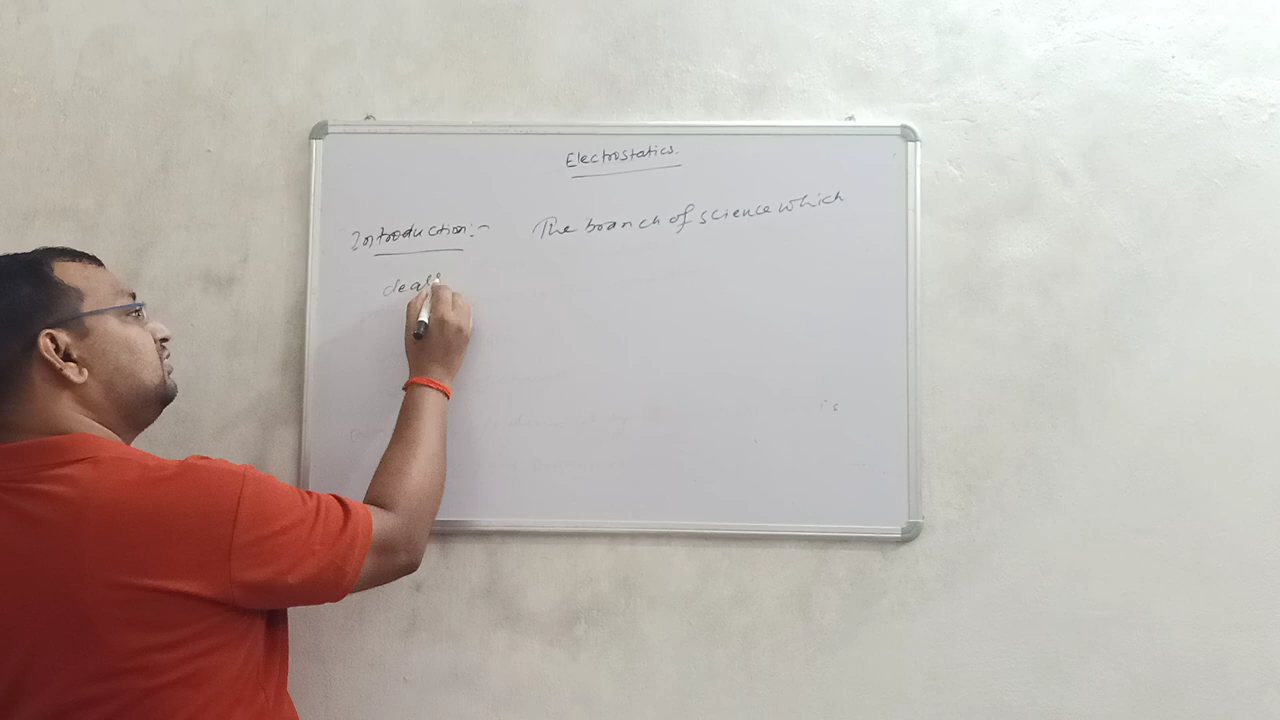 Electrostatics.
Introduction:- The branch of science which
deals